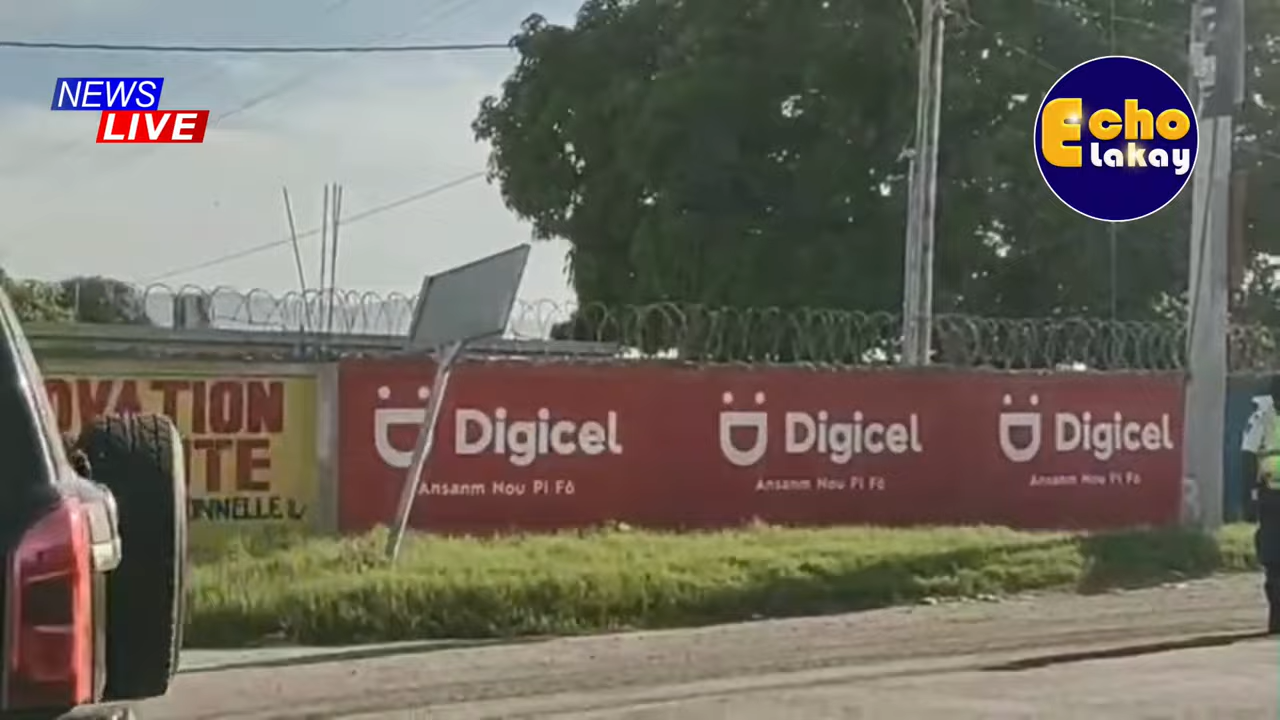 NEWS
LIVE
Echo
lakay
OVATION
ONNELLE
Digicel
Ansanm Nou Pi Fò
Digicel
Ansanm Nou Pi Fò
Digicel
Ansanm Nou Pi Fò